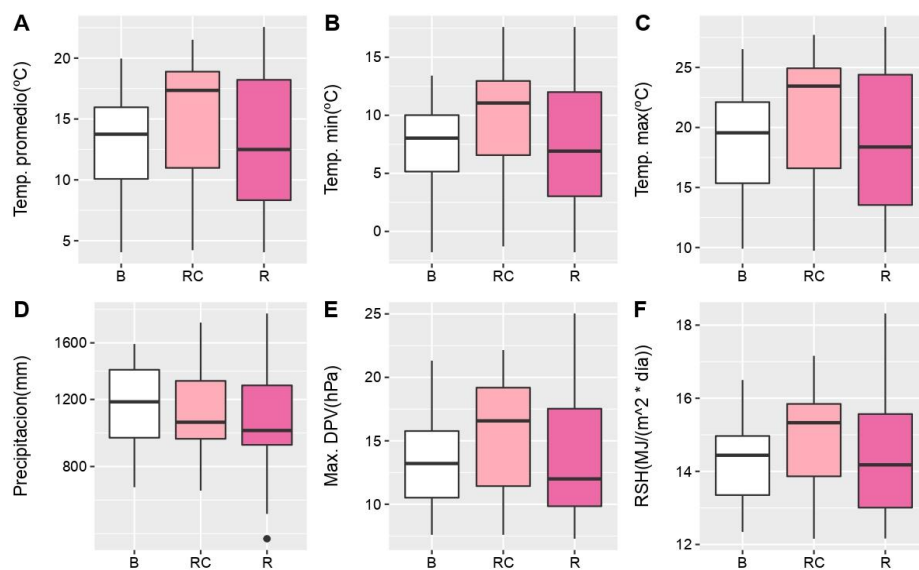 A
Temp. promedio(ºC)
20
15
10
5
B
RC
R
B
Temp. min(ºC)
15
10
5
0
B
RC
R
C
Temp. max(ºC)
25
20
15
10
B
RC
R
D
Precipitacion(mm)
1600
1200
800
B
RC
R
E
Max. DPV(hPa)
25
20
15
10
B
RC
R
F
RSH(MJ/(m^2 * día))
18
16
14
12
B
RC
R